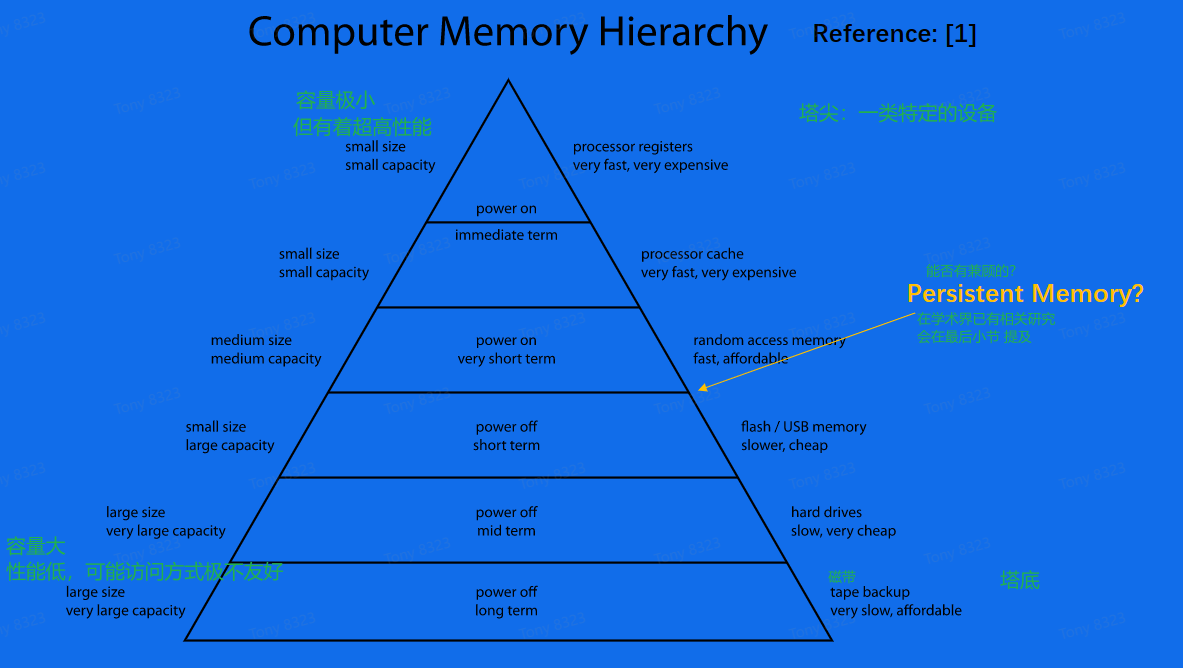 Computer Memory Hierarchy
Reference: [1]
容量极小
但有着超高性能
塔尖：一类特定的设备
small size
small capacity
processor registers
very fast, very expensive
power on
immediate term
small size
small capacity
processor cache
very fast, very expensive
能否有兼顾的?
Persistent Memory?
在学术界已有相关研究
会在最后小节 提及
medium size
medium capacity
power on
very short term
random access memory
fast, affordable
small size
large capacity
power off
short term
flash / USB memory
slower, cheap
large size
very large capacity
power off
mid term
hard drives
slow, very cheap
容量大
性能低，可能访问方式极不友好
large size
very large capacity
power off
long term
磁带
tape backup
very slow, affordable
塔底
Tony 8323